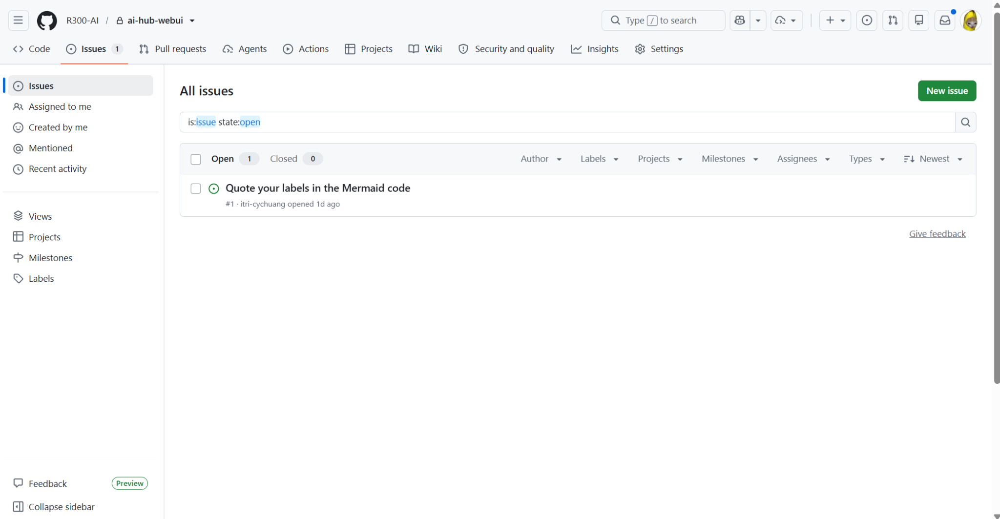 R300-AI / ai-hub-webui
Type / to search
Code Issues 1 Pull requests Agents Actions Projects Wiki Security and quality Insights Settings
Issues
Assigned to me
Created by me
Mentioned
Recent activity
Views
Projects
Milestones
Labels
Feedback Preview
Collapse sidebar
All issues
New issue
is:issue state:open
Open 1 Closed 0 Author Labels Projects Milestones Assignees Types Newest
Quote your labels in the Mermaid code
#1 · itri-cychuang opened 1d ago
Give feedback